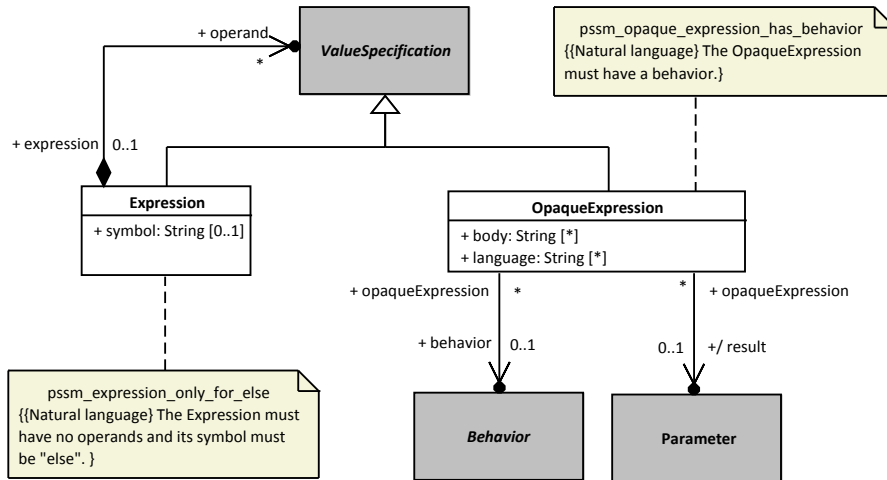 + operand
*
ValueSpecification
pssm_opaque_expression_has_behavior
{{Natural language} The OpaqueExpression
must have a behavior.}
+ expression
0..1
Expression
+ symbol: String [0..1]
OpaqueExpression
+ body: String [*]
+ language: String [*]
+ opaqueExpression
*
*
+ opaqueExpression
+ behavior
0..1
0..1
+/ result
pssm_expression_only_for_else
{{Natural language} The Expression must
have no operands and its symbol must
be "else". }
Behavior
Parameter